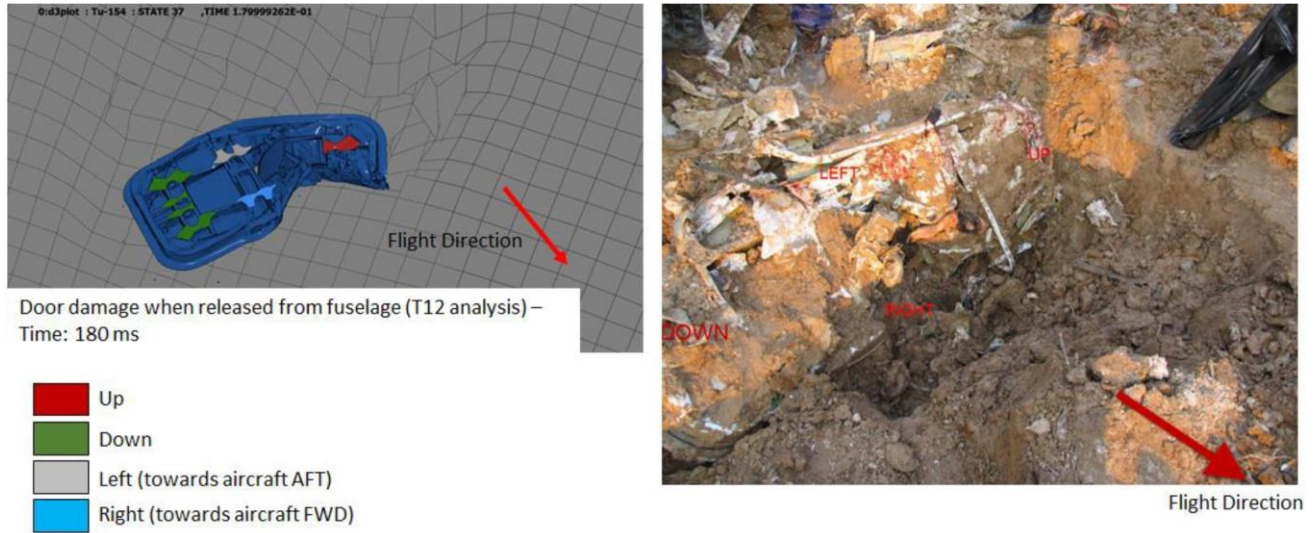 0:d3plot : Tu-154 : STATE 37 ,TIME 1.79999262E-01
Flight Direction
Door damage when released from fuselage (T12 analysis) –
Time: 180 ms
Up
Down
Left (towards aircraft AFT)
Right (towards aircraft FWD)
UP
LEFT
RIGHT
DOWN
Flight Direction